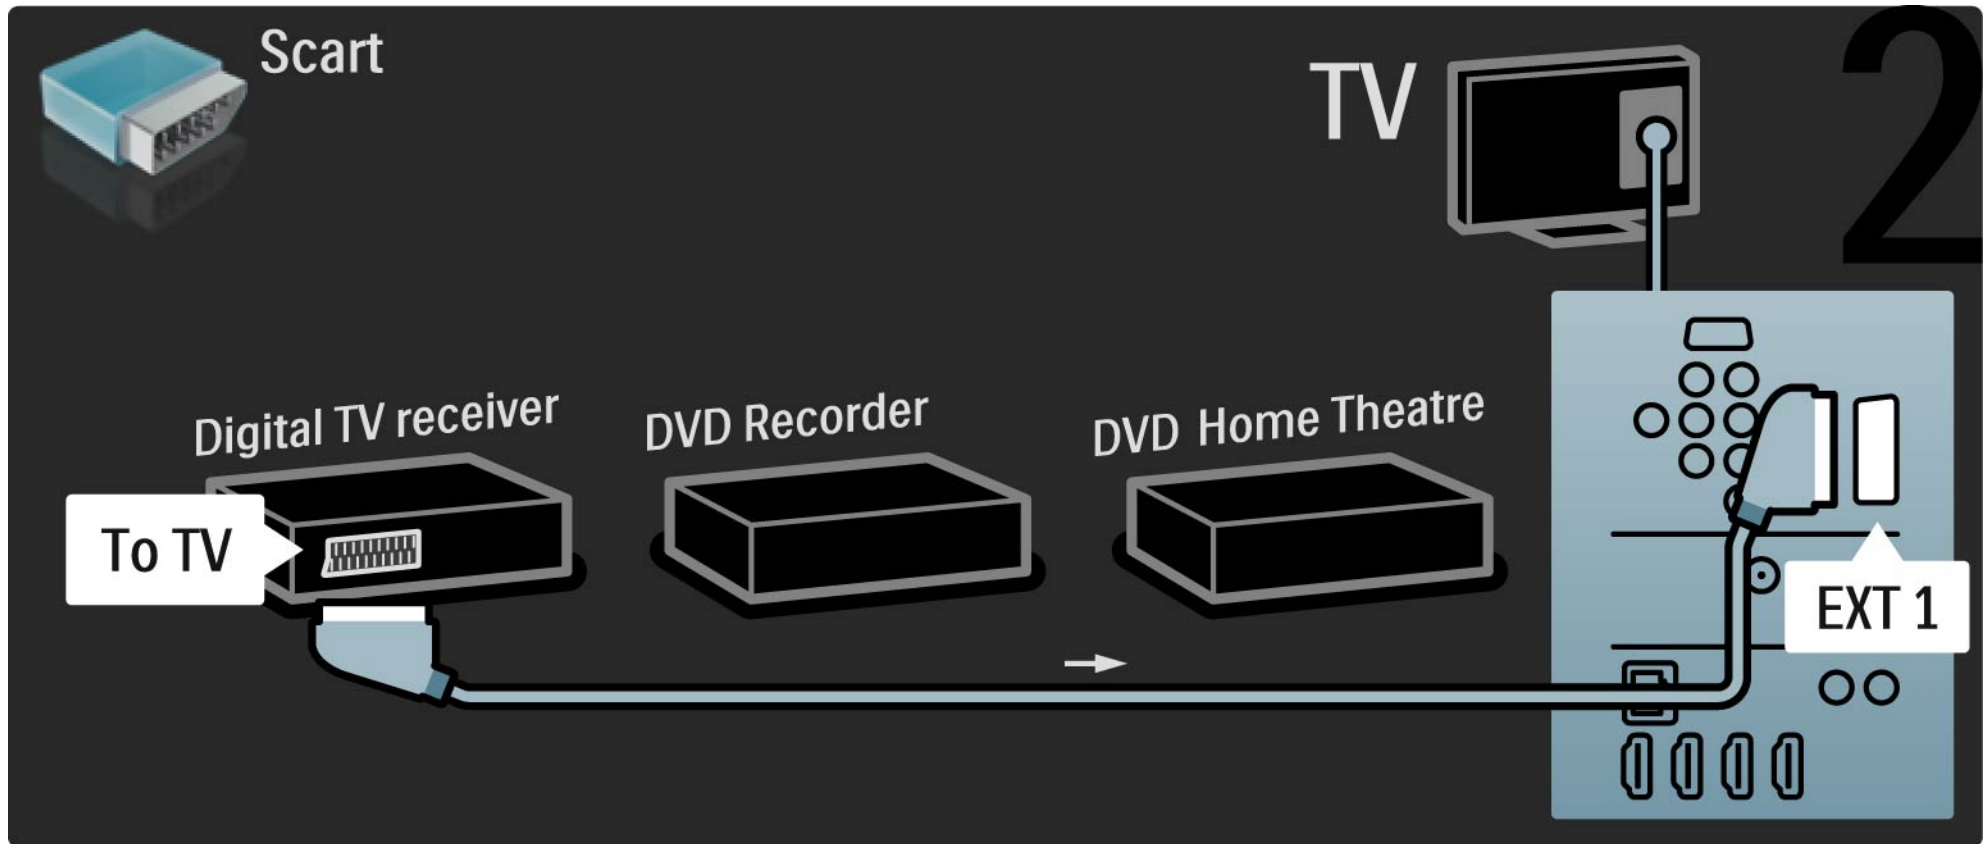 Scart
TV
2
Digital TV receiver
DVD Recorder
DVD Home Theatre
To TV
EXT 1